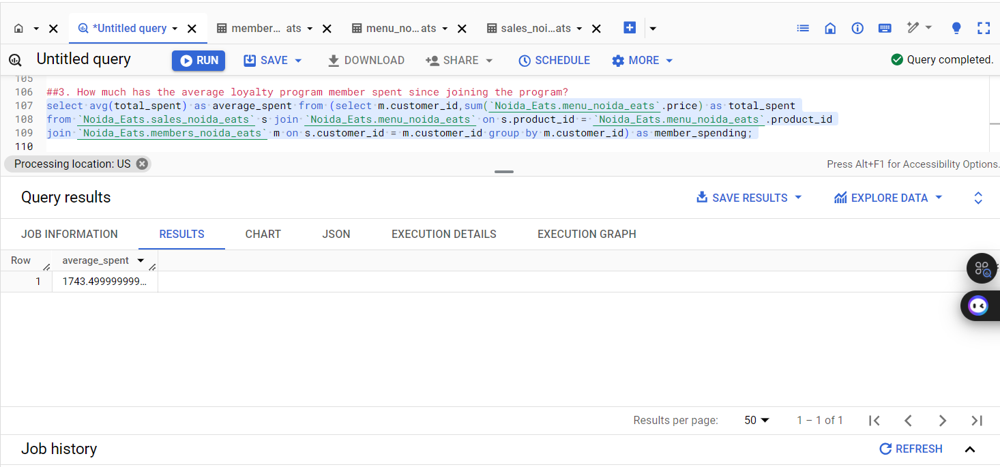 *Untitled query
member... ats
menu_no...ats
sales_noi...ats
Untitled query
RUN
SAVE
DOWNLOAD
SHARE
SCHEDULE
MORE
Query completed.
105
106 ##3. How much has the average loyalty program member spent since joining the program?
107 select avg(total_spent) as average_spent from (select m.customer_id,sum(`Noida_Eats.menu_noida_eats`.price) as total_spent
108 from `Noida_Eats.sales_noida_eats` s join `Noida_Eats.menu_noida_eats` on s.product_id = `Noida_Eats.menu_noida_eats`.product_id
109 join `Noida_Eats.members_noida_eats` m on s.customer_id = m.customer_id group by m.customer_id) as member_spending;
110
Processing location: US
Press Alt+F1 for Accessibility Options.
Query results
SAVE RESULTS
EXPLORE DATA
JOB INFORMATION
RESULTS
CHART
JSON
EXECUTION DETAILS
EXECUTION GRAPH
Row
average_spent
1
1743.499999999...
Results per page:
50
1 – 1 of 1
Job history
REFRESH